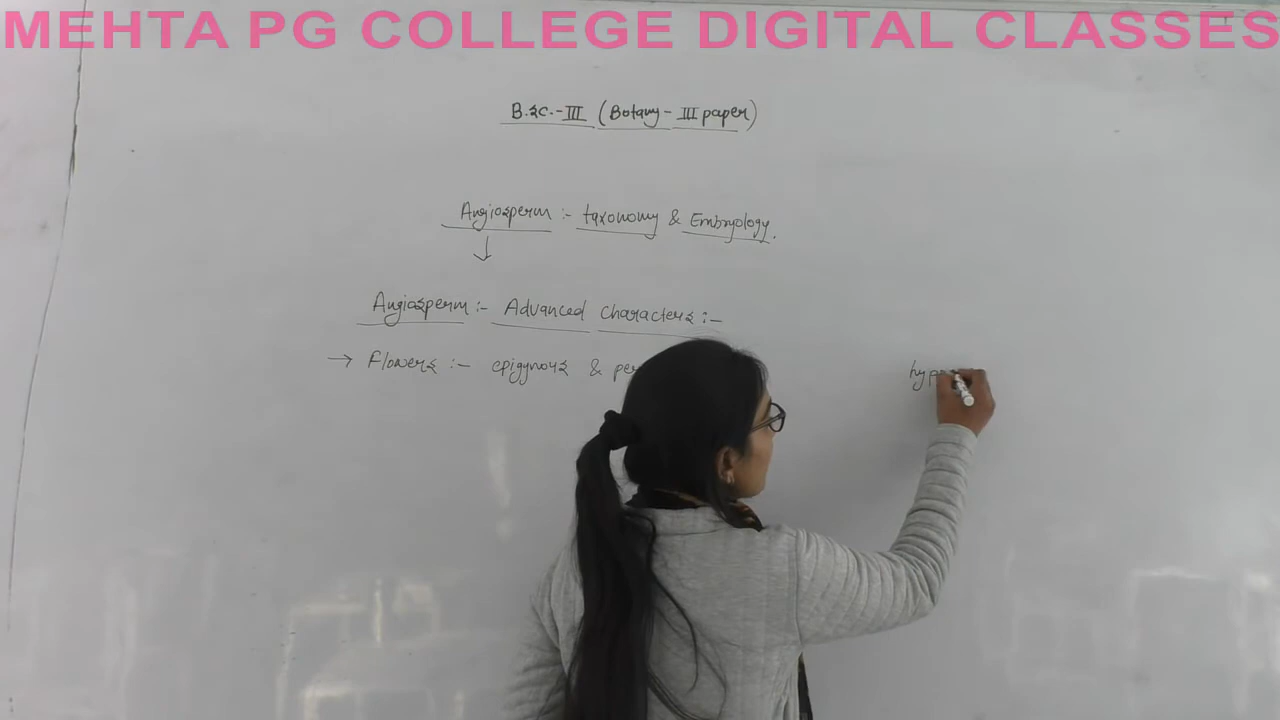 MEHTA PG COLLEGE DIGITAL CLASSES
B.Sc.-III (Botany - III paper)
Angiosperm :- taxonomy & Embryology.
↓
Angiosperm :- Advanced characters :-
→ Flowers :- epigynous & per